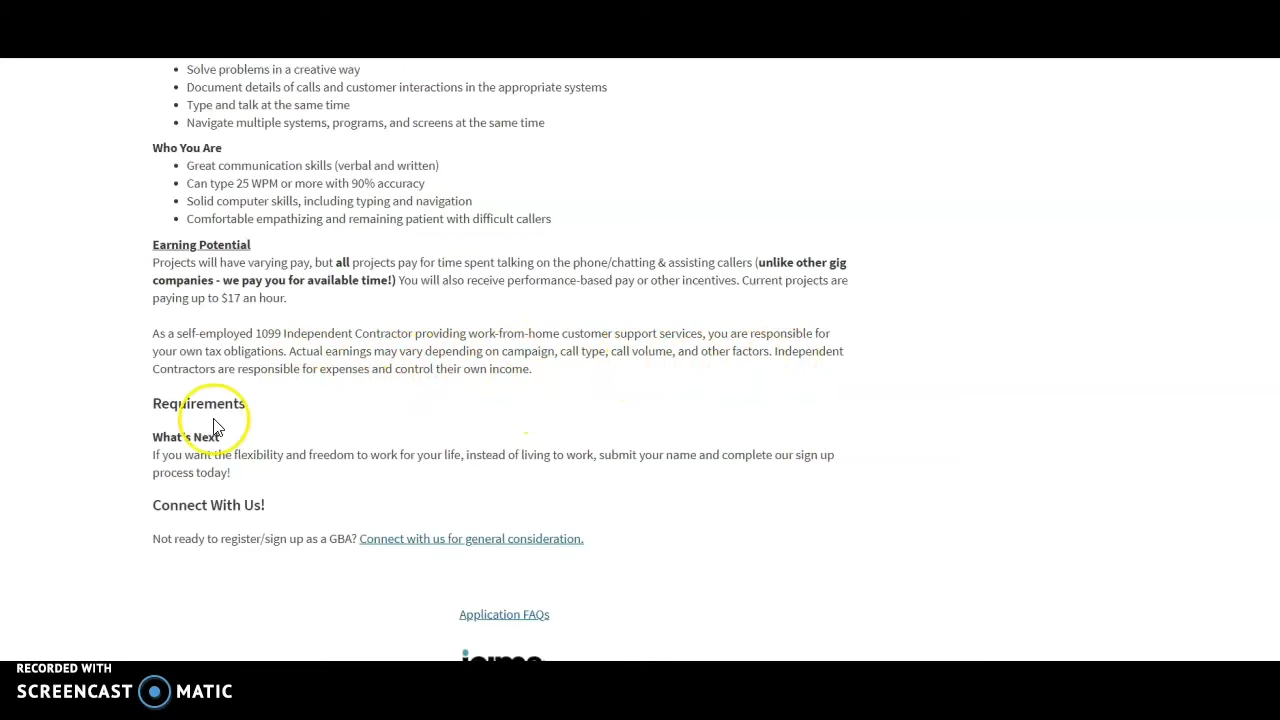 Solve problems in a creative way
Document details of calls and customer interactions in the appropriate systems
Type and talk at the same time
Navigate multiple systems, programs, and screens at the same time
Who You Are
Great communication skills (verbal and written)
Can type 25 WPM or more with 90% accuracy
Solid computer skills, including typing and navigation
Comfortable empathizing and remaining patient with difficult callers
Earning Potential
Projects will have varying pay, but all projects pay for time spent talking on the phone/chatting & assisting callers (unlike other gig
companies - we pay you for available time!) You will also receive performance-based pay or other incentives. Current projects are
paying up to $17 an hour.
As a self-employed 1099 Independent Contractor providing work-from-home customer support services, you are responsible for
your own tax obligations. Actual earnings may vary depending on campaign, call type, call volume, and other factors. Independent
Contractors are responsible for expenses and control their own income.
Requirements
What's Next
If you want the flexibility and freedom to work for your life, instead of living to work, submit your name and complete our sign up
process today!
Connect With Us!
Not ready to register/sign up as a GBA? Connect with us for general consideration.
Application FAQs
RECORDED WITH
SCREENCAST MATIC